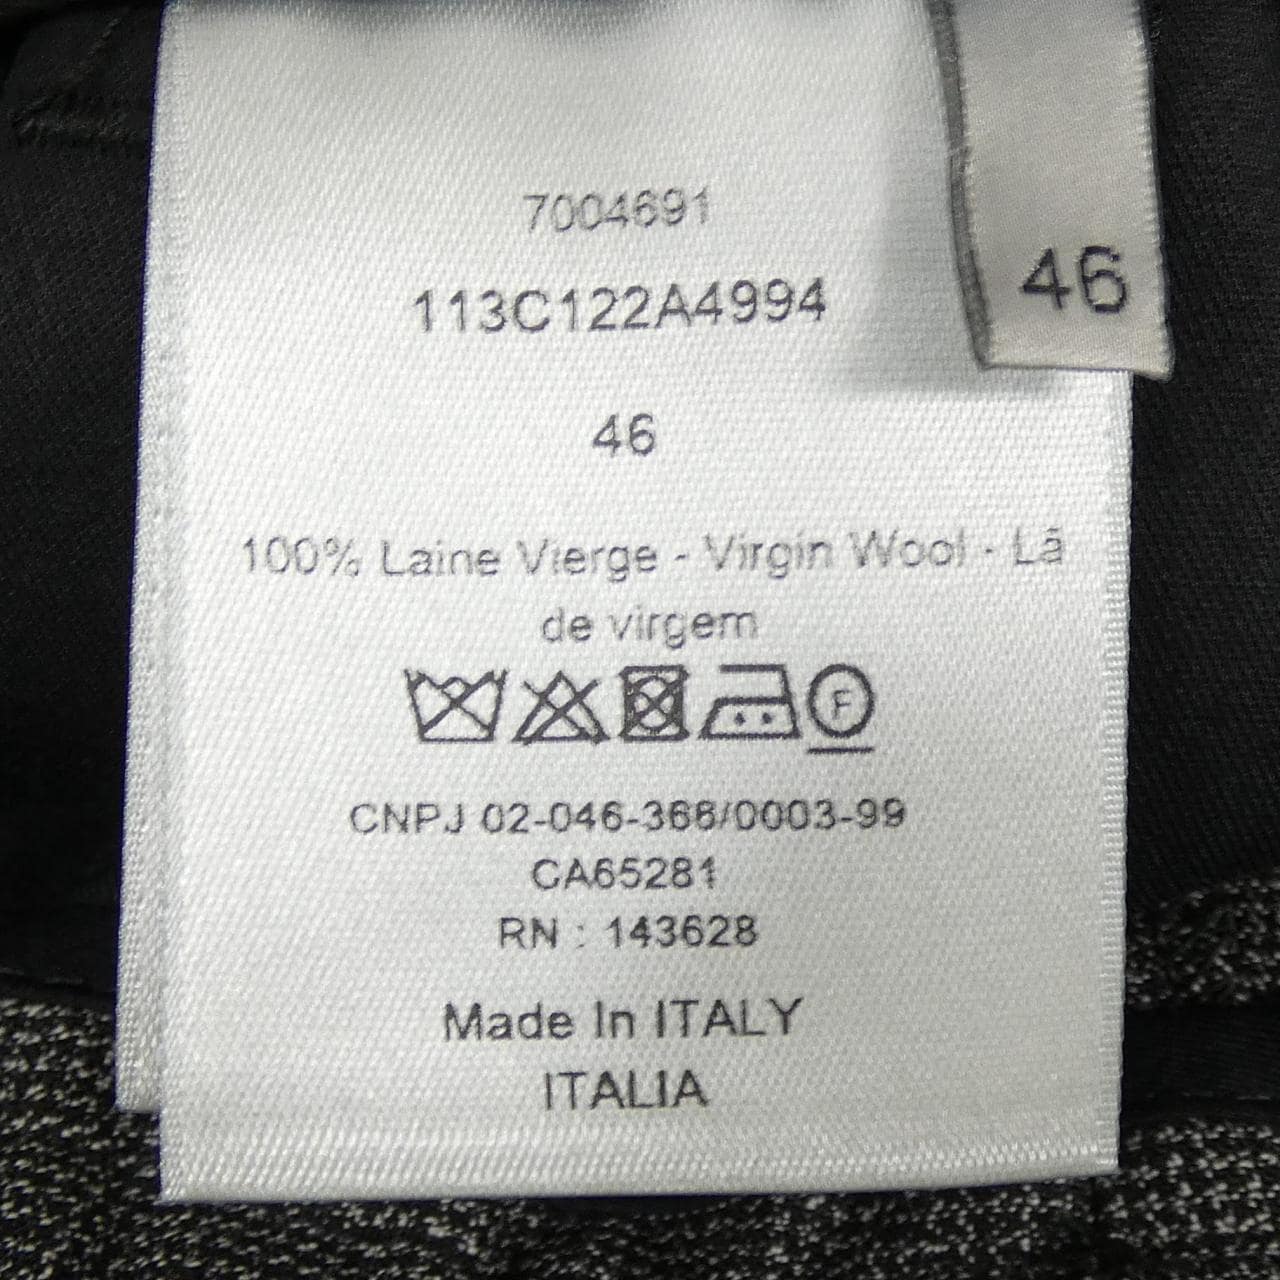 7004691
113C122A4994
46
46
100% Laine Vierge - Virgin Wool - Lã
de virgem
F
CNPJ 02-046-366/0003-99
CA65281
RN : 143628
Made In ITALY
ITALIA